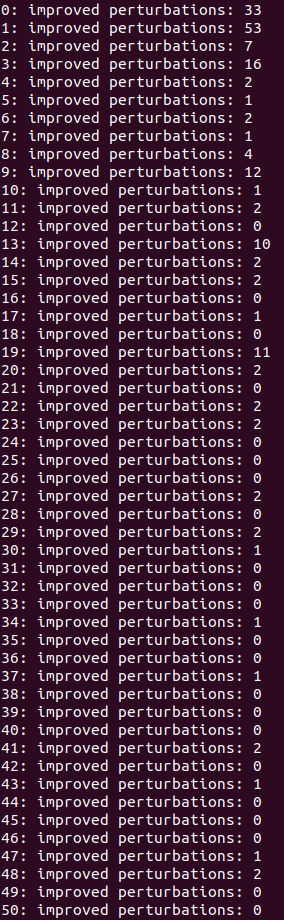 0: improved perturbations: 33
1: improved perturbations: 53
2: improved perturbations: 7
3: improved perturbations: 16
4: improved perturbations: 2
5: improved perturbations: 1
6: improved perturbations: 2
7: improved perturbations: 1
8: improved perturbations: 4
9: improved perturbations: 12
10: improved perturbations: 1
11: improved perturbations: 2
12: improved perturbations: 0
13: improved perturbations: 10
14: improved perturbations: 2
15: improved perturbations: 2
16: improved perturbations: 0
17: improved perturbations: 1
18: improved perturbations: 0
19: improved perturbations: 11
20: improved perturbations: 2
21: improved perturbations: 0
22: improved perturbations: 2
23: improved perturbations: 2
24: improved perturbations: 0
25: improved perturbations: 0
26: improved perturbations: 0
27: improved perturbations: 2
28: improved perturbations: 0
29: improved perturbations: 2
30: improved perturbations: 1
31: improved perturbations: 0
32: improved perturbations: 0
33: improved perturbations: 0
34: improved perturbations: 1
35: improved perturbations: 0
36: improved perturbations: 0
37: improved perturbations: 1
38: improved perturbations: 0
39: improved perturbations: 0
40: improved perturbations: 0
41: improved perturbations: 2
42: improved perturbations: 0
43: improved perturbations: 1
44: improved perturbations: 0
45: improved perturbations: 0
46: improved perturbations: 0
47: improved perturbations: 1
48: improved perturbations: 2
49: improved perturbations: 0
50: improved perturbations: 0